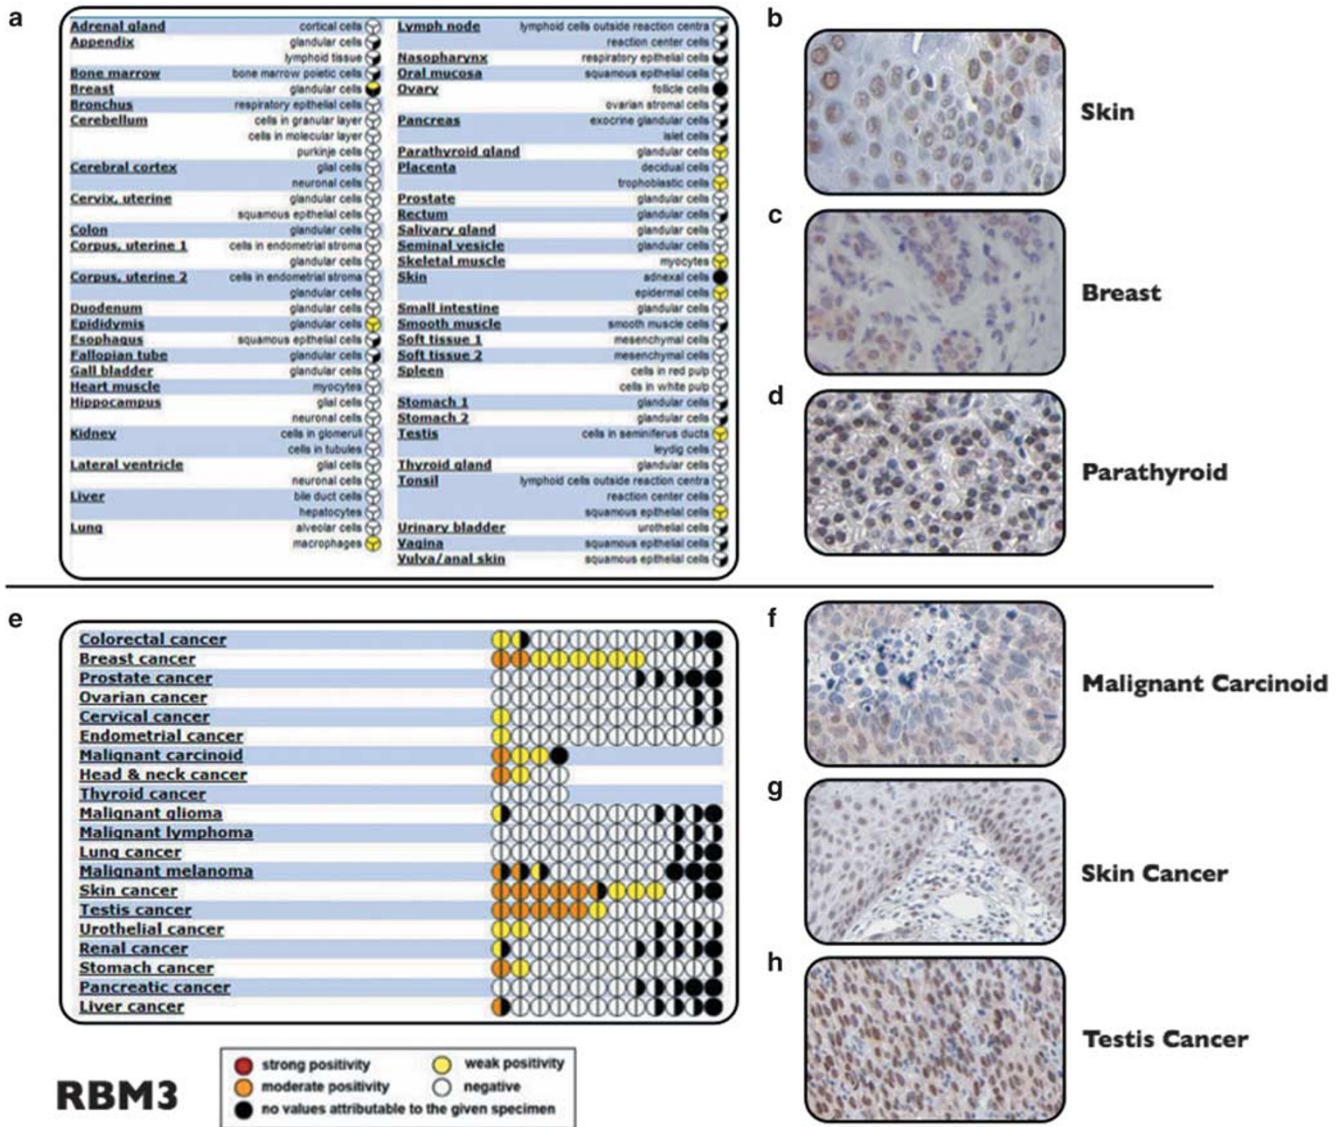 a
Adrenal gland cortical cells
Appendix glandular cells
lymphoid tissue
Bone marrow bone marrow poietic cells
Breast glandular cells
Bronchus respiratory epithelial cells
Cerebellum cells in granular layer
cells in molecular layer
purkinje cells
Cerebral cortex glial cells
neuronal cells
Cervix, uterine glandular cells
squamous epithelial cells
Colon glandular cells
Corpus, uterine 1 cells in endometrial stroma
glandular cells
Corpus, uterine 2 cells in endometrial stroma
glandular cells
Duodenum glandular cells
Epididymis glandular cells
Esophagus squamous epithelial cells
Fallopian tube glandular cells
Gall bladder glandular cells
Heart muscle myocytes
Hippocampus glial cells
neuronal cells
Kidney cells in glomeruli
cells in tubules
Lateral ventricle glial cells
neuronal cells
Liver bile duct cells
hepatocytes
Lung alveolar cells
macrophages
Lymph node lymphoid cells outside reaction centra
reaction center cells
Nasopharynx respiratory epithelial cells
Oral mucosa squamous epithelial cells
Ovary follicle cells
ovarian stromal cells
Pancreas exocrine glandular cells
islet cells
Parathyroid gland glandular cells
Placenta decidual cells
trophoblastic cells
Prostate glandular cells
Rectum glandular cells
Salivary gland glandular cells
Seminal vesicle glandular cells
Skeletal muscle myocytes
Skin adnexal cells
epidermal cells
Small intestine glandular cells
Smooth muscle smooth muscle cells
Soft tissue 1 mesenchymal cells
Soft tissue 2 mesenchymal cells
Spleen cells in red pulp
cells in white pulp
Stomach 1 glandular cells
Stomach 2 glandular cells
Testis cells in seminiferus ducts
leydig cells
Thyroid gland glandular cells
Tonsil lymphoid cells outside reaction centra
reaction center cells
squamous epithelial cells
Urinary bladder urothelial cells
Vagina squamous epithelial cells
Vulva/anal skin squamous epithelial cells
b
Skin
c
Breast
d
Parathyroid
e
Colorectal cancer
Breast cancer
Prostate cancer
Ovarian cancer
Cervical cancer
Endometrial cancer
Malignant carcinoid
Head & neck cancer
Thyroid cancer
Malignant glioma
Malignant lymphoma
Lung cancer
Malignant melanoma
Skin cancer
Testis cancer
Urothelial cancer
Renal cancer
Stomach cancer
Pancreatic cancer
Liver cancer
f
Malignant Carcinoid
g
Skin Cancer
h
Testis Cancer
RBM3
strong positivity weak positivity
moderate positivity negative
no values attributable to the given specimen